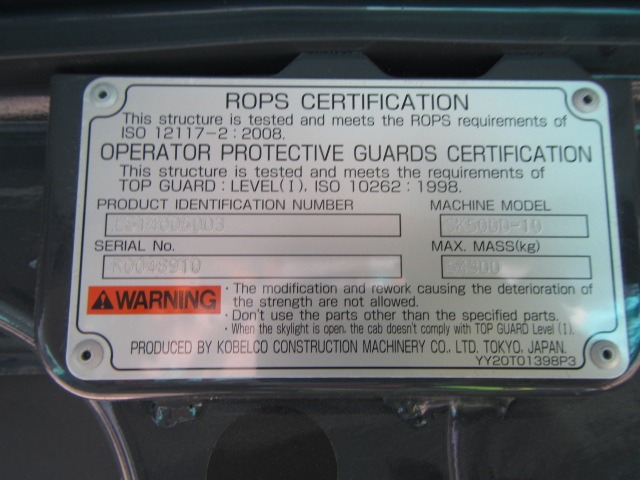 ROPS CERTIFICATION
This structure is tested and meets the ROPS requirements of
ISO 12117-2 : 2008.
OPERATOR PROTECTIVE GUARDS CERTIFICATION
This structure is tested and meets the requirements of
TOP GUARD : LEVEL(I). ISO 10262 : 1998.
PRODUCT IDENTIFICATION NUMBER
MACHINE MODEL
SERIAL No.
MAX. MASS(kg)
K0048910
WARNING
· The modification and rework causing the deterioration of
the strength are not allowed.
· Don't use the parts other than the specified parts.
· When the skylight is open, the cab doesn't comply with TOP GUARD Level (I).
PRODUCED BY KOBELCO CONSTRUCTION MACHINERY CO., LTD. TOKYO, JAPAN.
YY20T01398P3